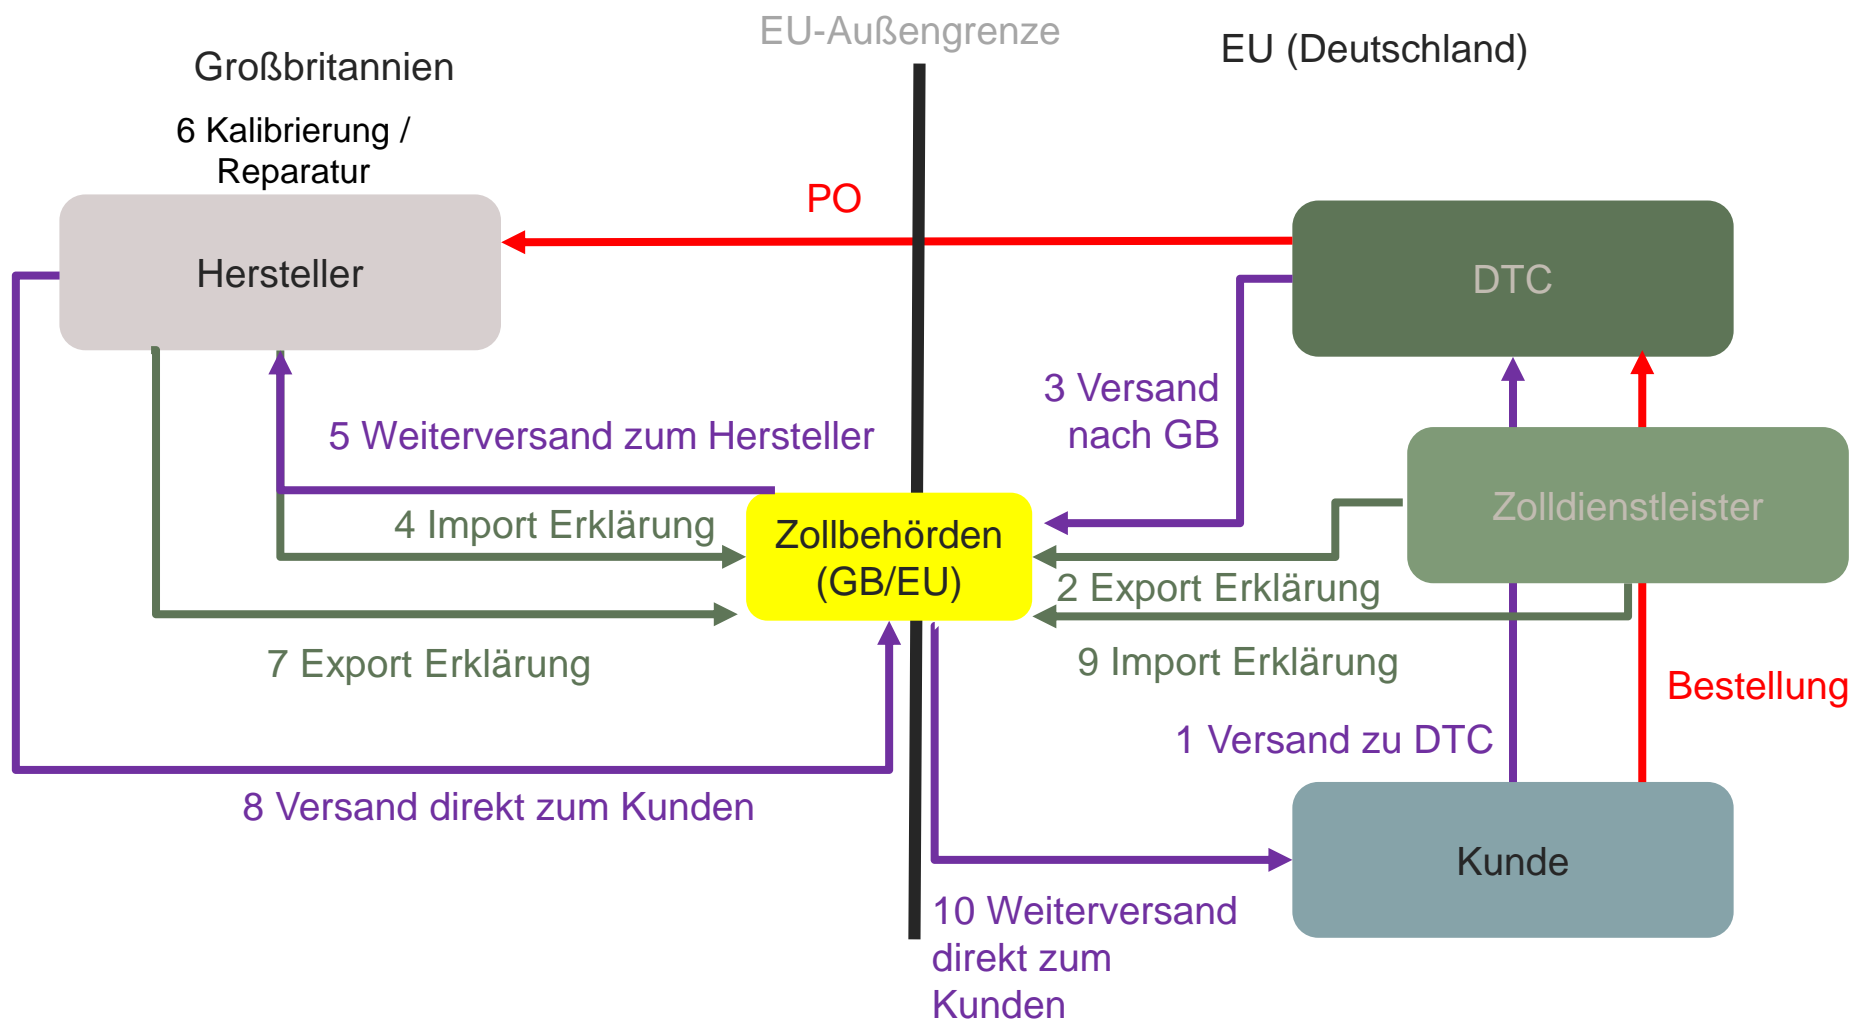 EU-Außengrenze
Großbritannien
EU (Deutschland)
6 Kalibrierung /
Reparatur
PO
Hersteller
DTC
3 Versand
nach GB
5 Weiterversand zum Hersteller
4 Import Erklärung
Zollbehörden
(GB/EU)
Zolldienstleister
2 Export Erklärung
7 Export Erklärung
9 Import Erklärung
Bestellung
1 Versand zu DTC
8 Versand direkt zum Kunden
Kunde
10 Weiterversand
direkt zum
Kunden